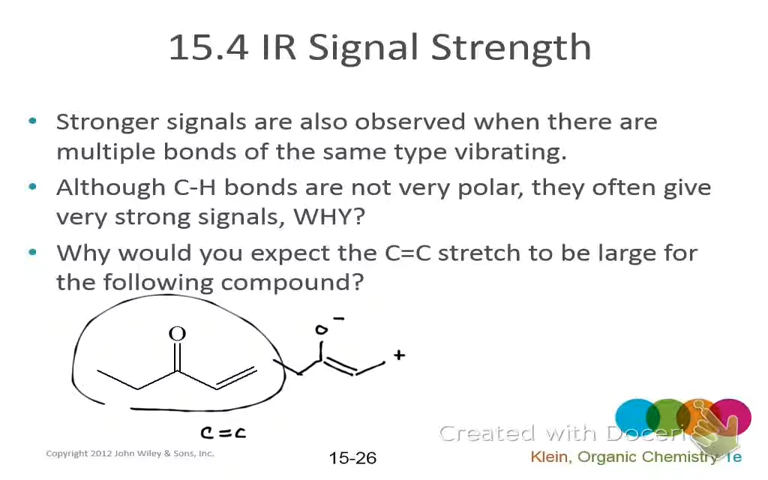 15.4 IR Signal Strength
• Stronger signals are also observed when there are
multiple bonds of the same type vibrating.
• Although C-H bonds are not very polar, they often give
very strong signals, WHY?
• Why would you expect the C=C stretch to be large for
the following compound?
O
o -
+
c=c
Created with Doceri
Copyright 2012 John Wiley & Sons, Inc.
15-26
Klein, Organic Chemistry 1e